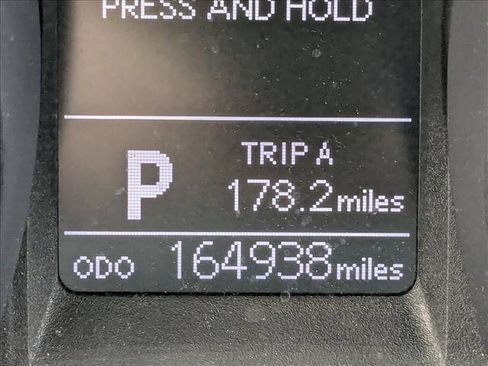 PRESS AND HOLD
P
TRIP A
178.2 miles
ODO 164938 miles